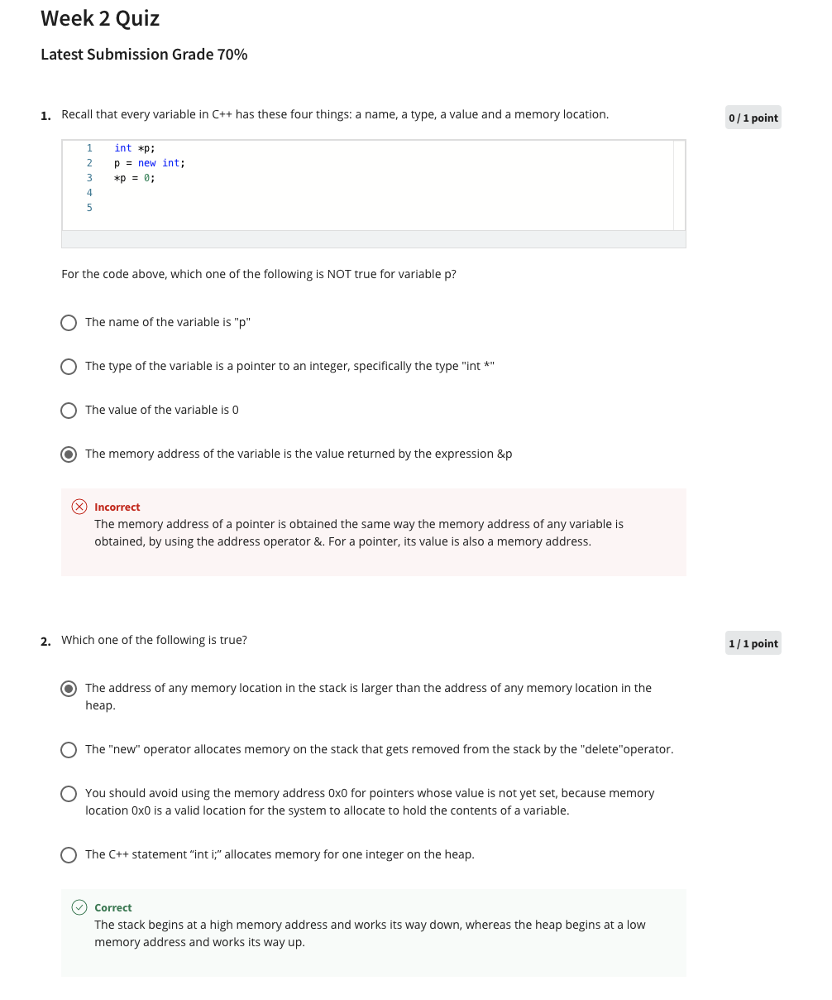 Week 2 Quiz
Latest Submission Grade 70%
1. Recall that every variable in C++ has these four things: a name, a type, a value and a memory location.
0 / 1 point
1 int *p;
2 p = new int;
3 *p = 0;
4
5
For the code above, which one of the following is NOT true for variable p?
The name of the variable is "p"
The type of the variable is a pointer to an integer, specifically the type "int *"
The value of the variable is 0
The memory address of the variable is the value returned by the expression &p
Incorrect
The memory address of a pointer is obtained the same way the memory address of any variable is
obtained, by using the address operator &. For a pointer, its value is also a memory address.
2. Which one of the following is true?
1 / 1 point
The address of any memory location in the stack is larger than the address of any memory location in the
heap.
The "new" operator allocates memory on the stack that gets removed from the stack by the "delete"operator.
You should avoid using the memory address 0x0 for pointers whose value is not yet set, because memory
location 0x0 is a valid location for the system to allocate to hold the contents of a variable.
The C++ statement “int i;” allocates memory for one integer on the heap.
Correct
The stack begins at a high memory address and works its way down, whereas the heap begins at a low
memory address and works its way up.